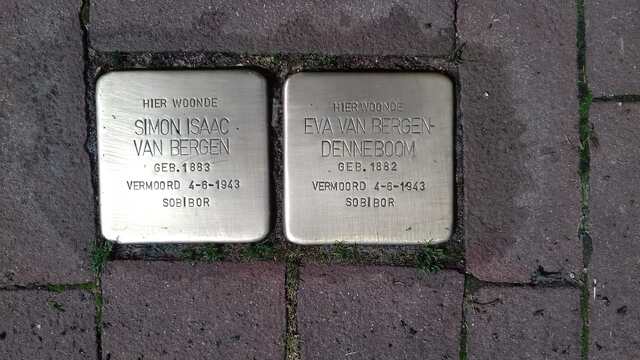 HIER WOONDE
SIMON ISAAC
VAN BERGEN
GEB. 1883
VERMOORD 4-6-1943
SOBIBOR
HIER WOONDE
EVA VAN BERGEN-
DENNEBOOM
GEB. 1882
VERMOORD 4-6-1943
SOBIBOR